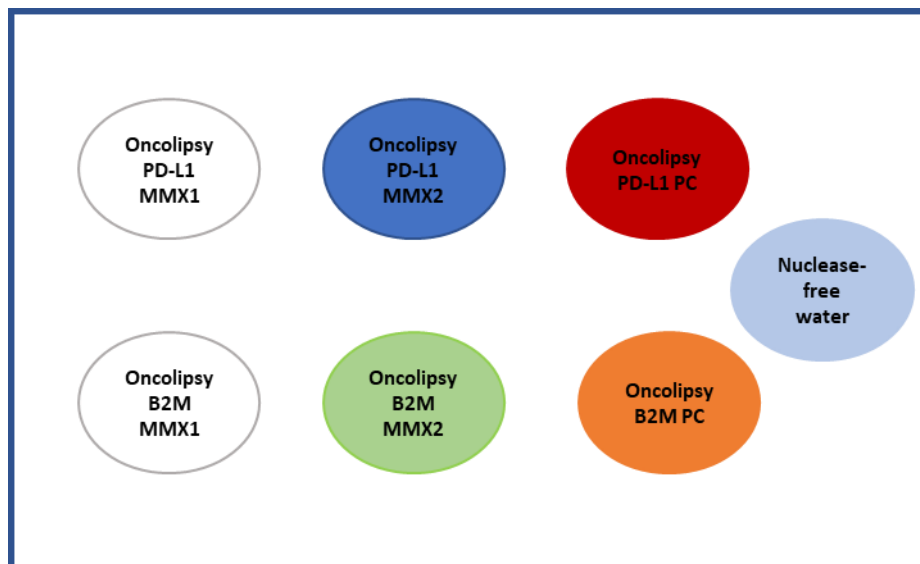 Oncolipsy
PD-L1
MMX1
Oncolipsy
PD-L1
MMX2
Oncolipsy
PD-L1 PC
Nuclease-
free
water
Oncolipsy
B2M
MMX1
Oncolipsy
B2M
MMX2
Oncolipsy
B2M PC